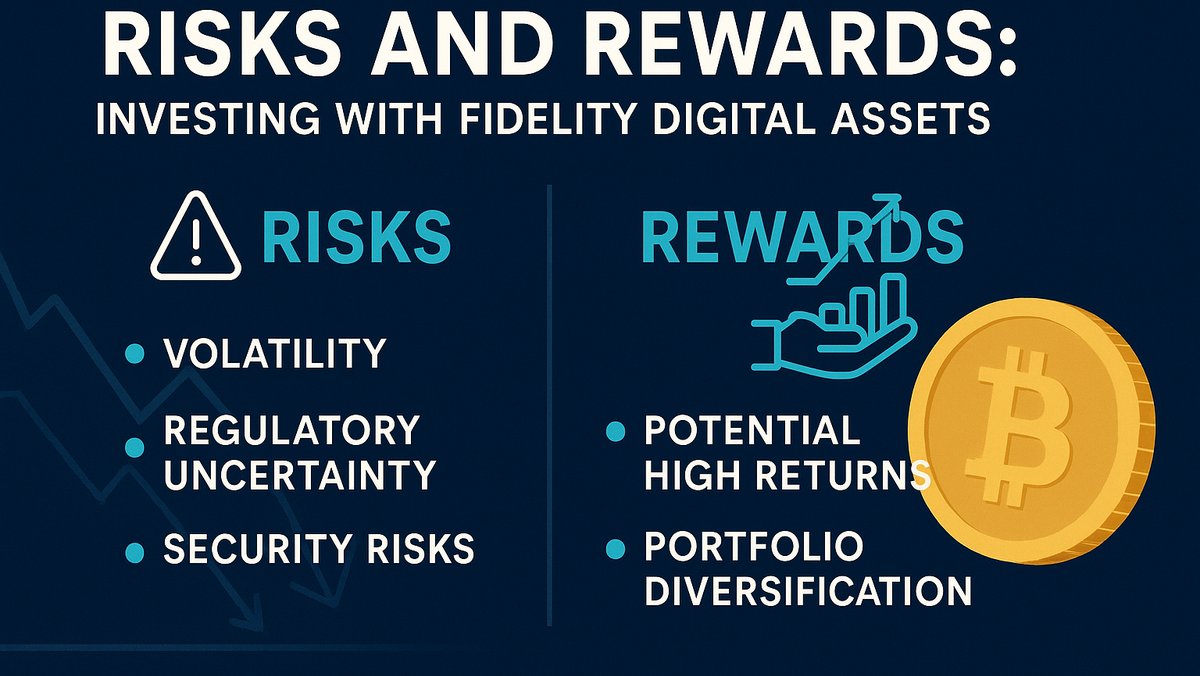 RISKS AND REWARDS:
INVESTING WITH FIDELITY DIGITAL ASSETS
RISKS
VOLATILITY
REGULATORY
UNCERTAINTY
SECURITY RISKS
REWARDS
POTENTIAL
HIGH RETURNS
PORTFOLIO
DIVERSIFICATION